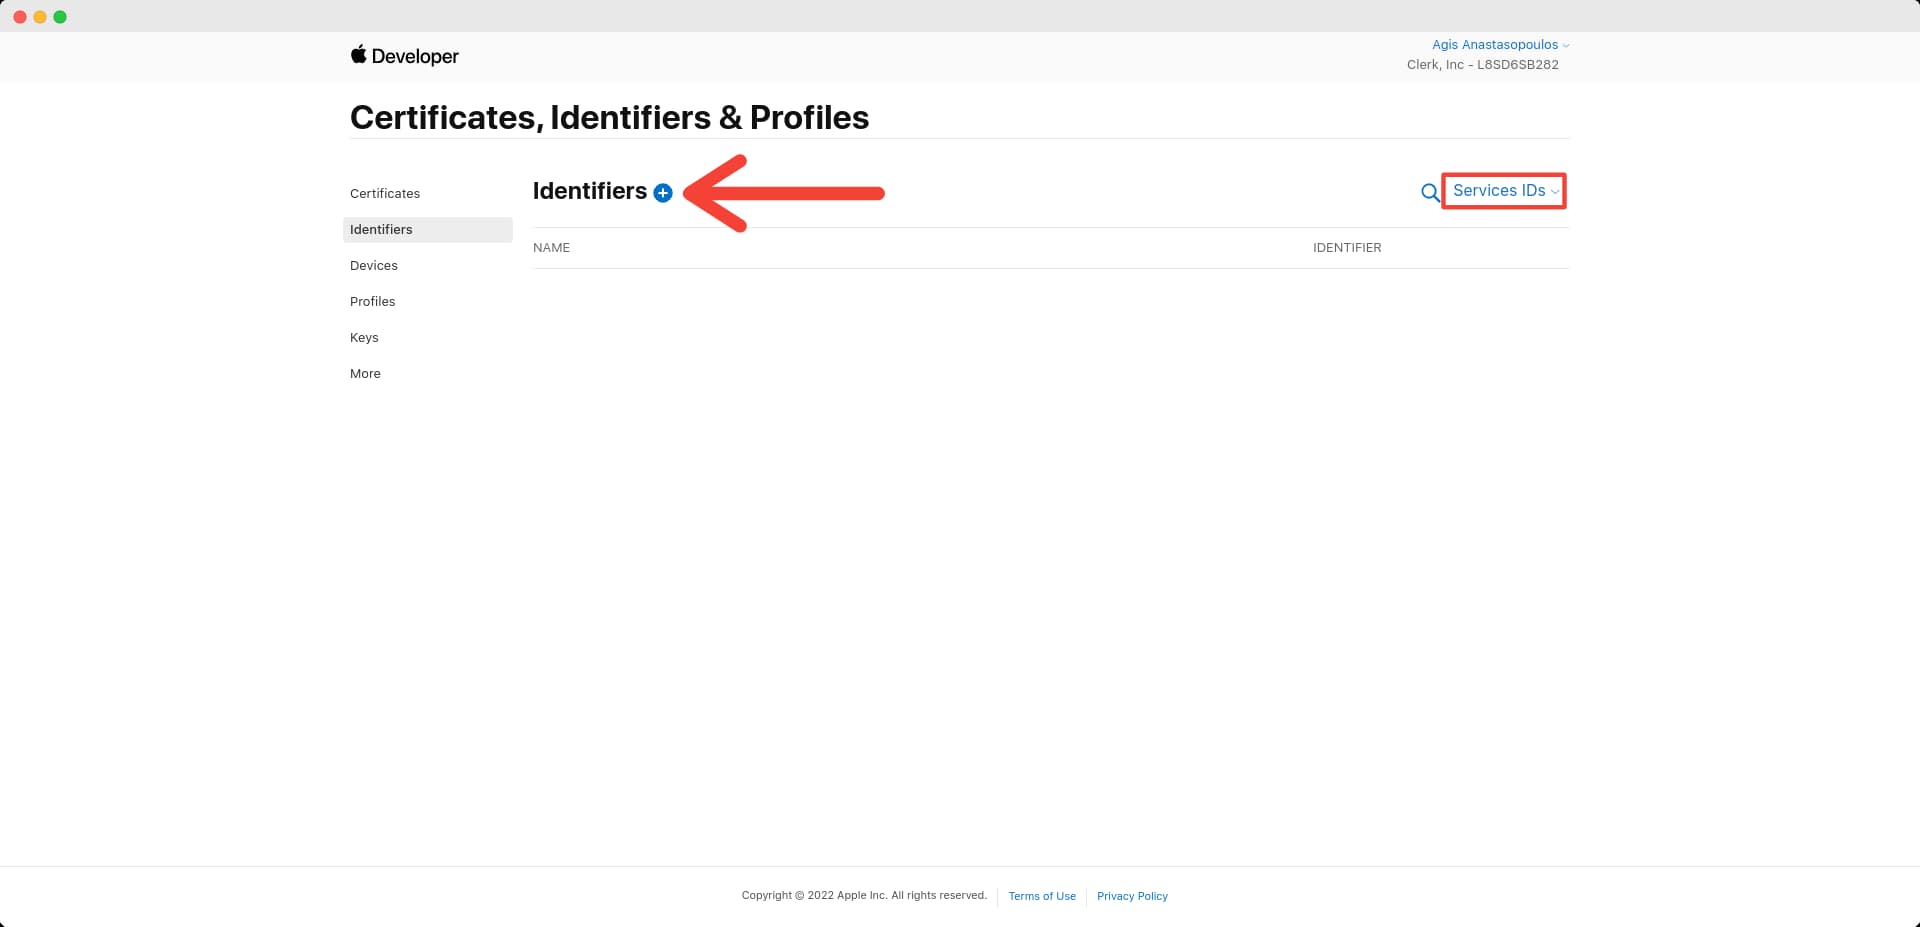 Developer
Agis Anastasopoulos
Clerk, Inc - L8SD6SB282
Certificates, Identifiers & Profiles
Certificates
Identifiers
Devices
Profiles
Keys
More
Identifiers
Services IDs
NAME IDENTIFIER
Copyright © 2022 Apple Inc. All rights reserved. Terms of Use Privacy Policy